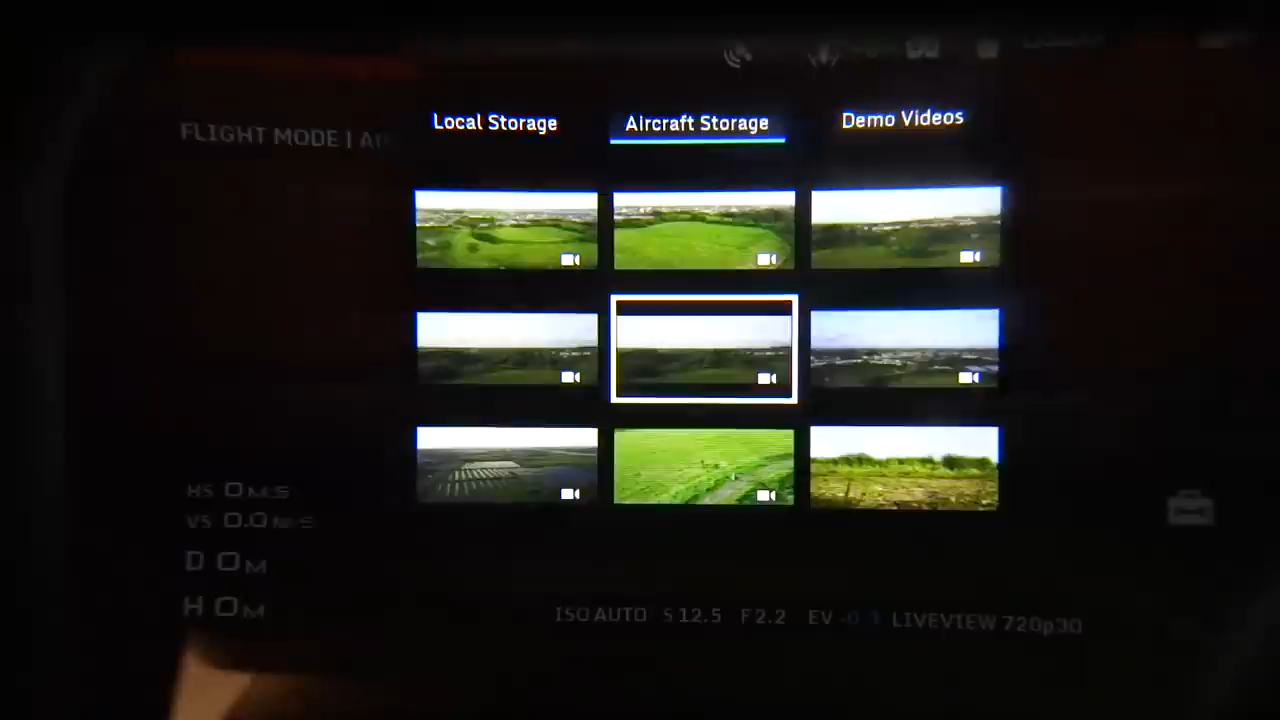 Local Storage Aircraft Storage Demo Videos
FLIGHT MODE |
HS 0M/S
VS 0.0M/S
D 0M
H 0M
ISO AUTO S 12.5 F 2.2 EV LIVEVIEW 720p30